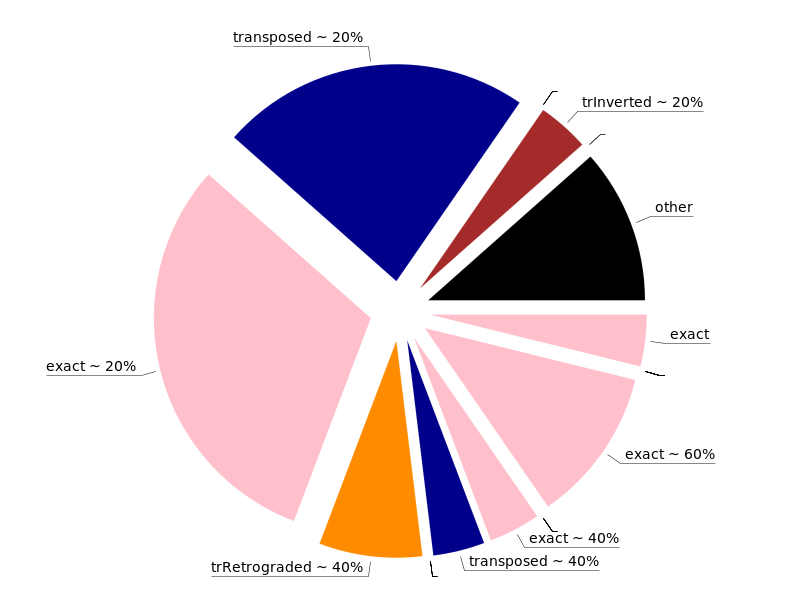 transposed ~ 20%
trInverted ~ 20%
other
exact
exact ~ 20%
exact ~ 60%
exact ~ 40%
transposed ~ 40%
trRetrograded ~ 40%